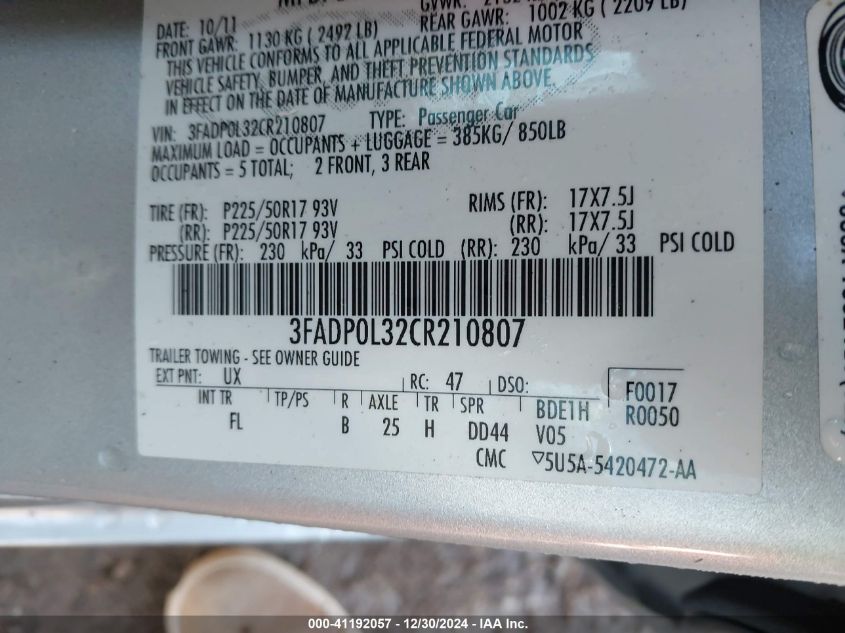 DATE: 10/11
REAR GAWR: 1002 KG ( 2209 LB)
FRONT GAWR: 1130 KG ( 2492 LB)
THIS VEHICLE CONFORMS TO ALL APPLICABLE FEDERAL MOTOR
VEHICLE SAFETY, BUMPER, AND THEFT PREVENTION STANDARDS
IN EFFECT ON THE DATE OF MANUFACTURE SHOWN ABOVE.
VIN: 3FADP0L32CR210807 TYPE: Passenger Car
MAXIMUM LOAD = OCCUPANTS + LUGGAGE = 385KG/ 850LB
OCCUPANTS = 5 TOTAL; 2 FRONT, 3 REAR
TIRE (FR): P225/50R17 93V RIMS (FR): 17X7.5J
(RR): P225/50R17 93V (RR): 17X7.5J
PRESSURE (FR): 230 kPa/ 33 PSI COLD (RR): 230 kPa/ 33 PSI COLD
3FADP0L32CR210807
TRAILER TOWING - SEE OWNER GUIDE
EXT PNT: UX RC: 47 DSO: F0017
INT TR TP/PS R AXLE TR SPR BDE1H R0050
FL B 25 H DD44 V05
CMC ▽5U5A-5420472-AA
000-41192057 - 12/30/2024 - IAA Inc.